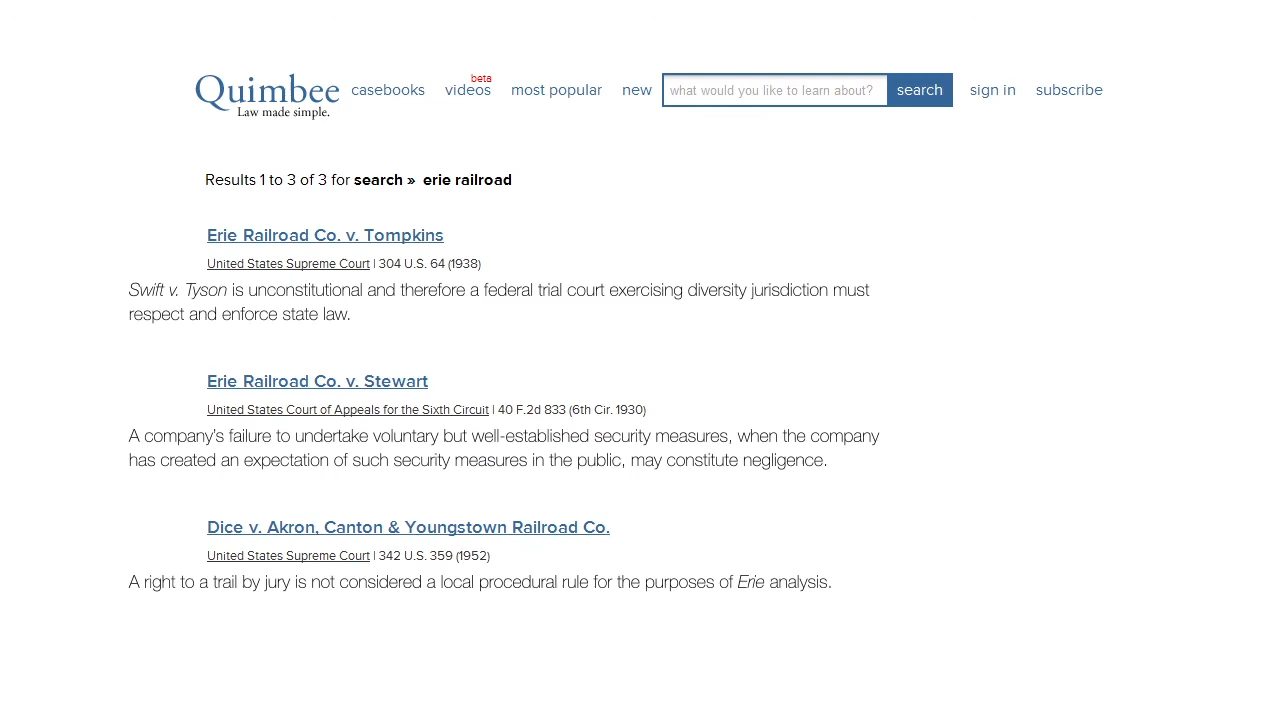 Quimbee
Law made simple.
casebooks
videos
beta
most popular
new
what would you like to learn about?
search
sign in
subscribe
Results 1 to 3 of 3 for search » erie railroad
Erie Railroad Co. v. Tompkins
United States Supreme Court | 304 U.S. 64 (1938)
Swift v. Tyson is unconstitutional and therefore a federal trial court exercising diversity jurisdiction must
respect and enforce state law.
Erie Railroad Co. v. Stewart
United States Court of Appeals for the Sixth Circuit | 40 F.2d 833 (6th Cir. 1930)
A company's failure to undertake voluntary but well-established security measures, when the company
has created an expectation of such security measures in the public, may constitute negligence.
Dice v. Akron, Canton & Youngstown Railroad Co.
United States Supreme Court | 342 U.S. 359 (1952)
A right to a trail by jury is not considered a local procedural rule for the purposes of Erie analysis.